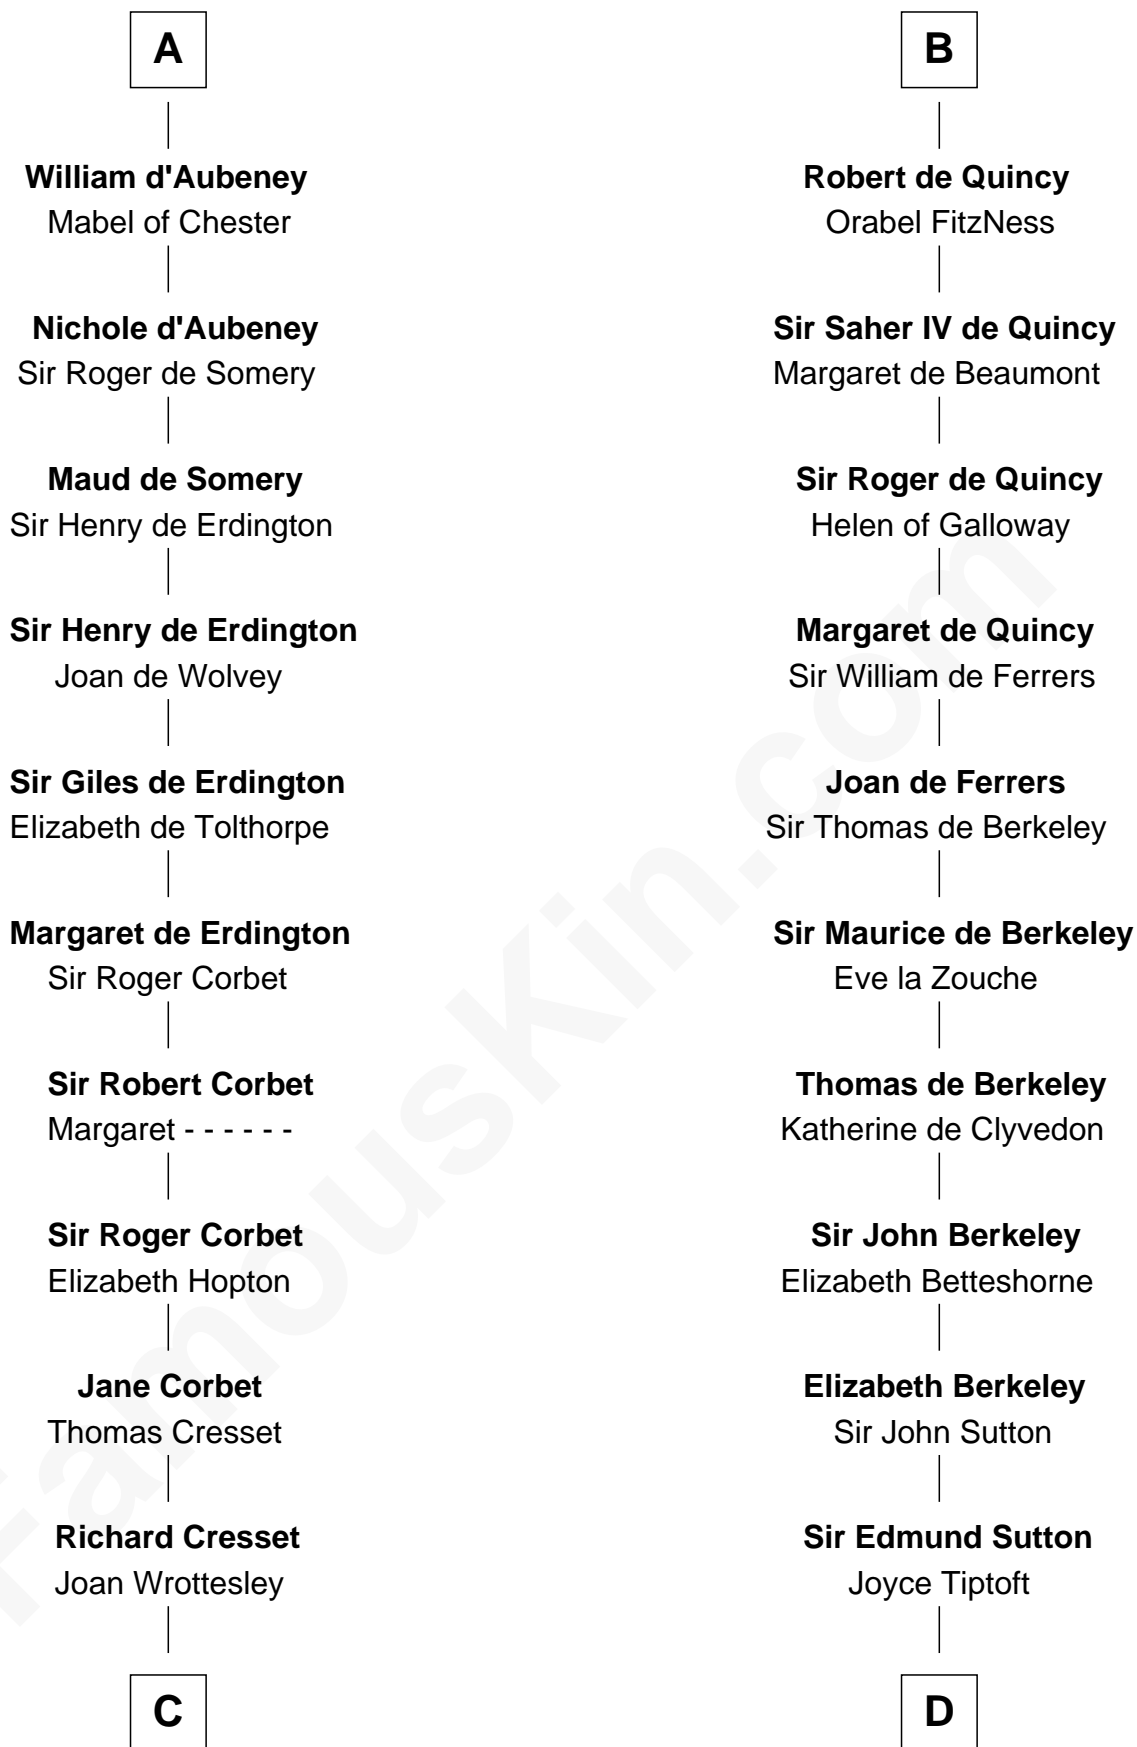 A
William d'Aubeney
Mabel of Chester
Nichole d'Aubeney
Sir Roger de Somery
Maud de Somery
Sir Henry de Erdington
Sir Henry de Erdington
Joan de Wolvey
Sir Giles de Erdington
Elizabeth de Tolthorpe
Margaret de Erdington
Sir Roger Corbet
Sir Robert Corbet
Margaret - - - - - -
Sir Roger Corbet
Elizabeth Hopton
Jane Corbet
Thomas Cresset
Richard Cresset
Joan Wrottesley
C
B
Robert de Quincy
Orabel FitzNess
Sir Saher IV de Quincy
Margaret de Beaumont
Sir Roger de Quincy
Helen of Galloway
Margaret de Quincy
Sir William de Ferrers
Joan de Ferrers
Sir Thomas de Berkeley
Sir Maurice de Berkeley
Eve la Zouche
Thomas de Berkeley
Katherine de Clyvedon
Sir John Berkeley
Elizabeth Betteshorne
Elizabeth Berkeley
Sir John Sutton
Sir Edmund Sutton
Joyce Tiptoft
D
FamousKin.com